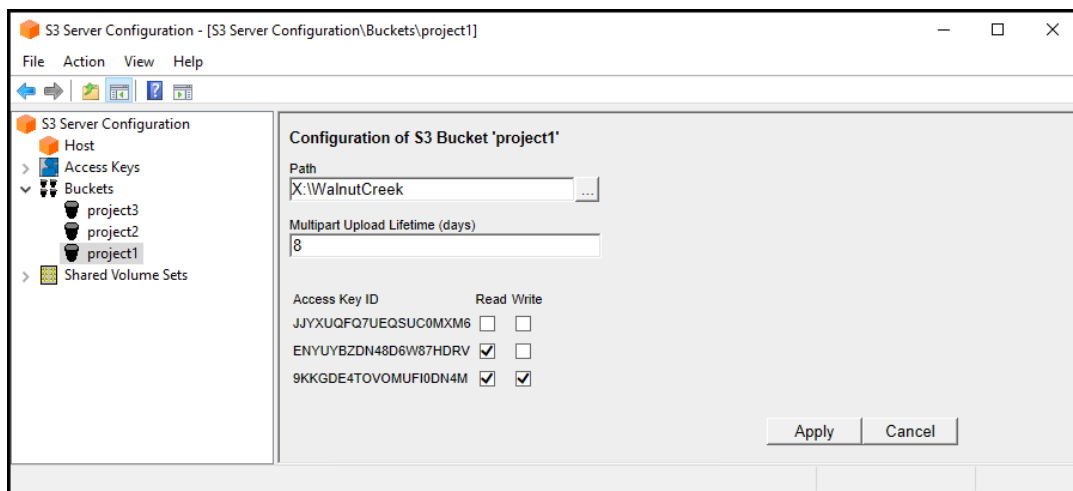 S3 Server Configuration - [S3 Server Configuration\Buckets\project1]
File Action View Help
S3 Server Configuration
Host
Access Keys
Buckets
project3
project2
project1
Shared Volume Sets
Configuration of S3 Bucket 'project1'
Path
X:\WalnutCreek
...
Multipart Upload Lifetime (days)
8
Access Key ID Read Write
JJYXUQFQ7UEQSUC0MXM6
ENYUYBZDN48D6W87HDRV
9KKGDE4TOVOMUFI0DN4M
Apply Cancel